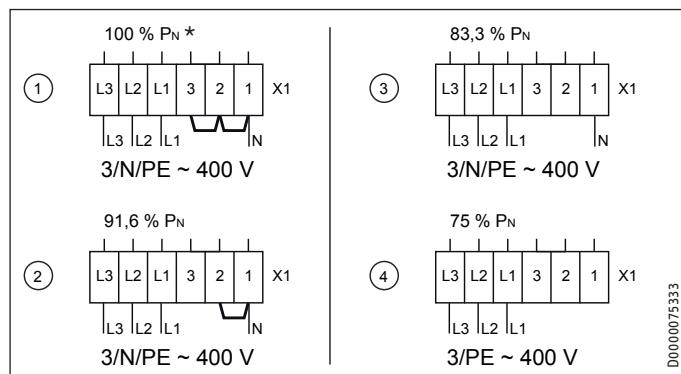 100 % PN *
1
L3 L2 L1 3 2 1 X1
L3 L2 L1 N
3/N/PE ~ 400 V
91,6 % PN
2
L3 L2 L1 3 2 1 X1
L3 L2 L1 N
3/N/PE ~ 400 V
83,3 % PN
3
L3 L2 L1 3 2 1 X1
L3 L2 L1 N
3/N/PE ~ 400 V
75 % PN
4
L3 L2 L1 3 2 1 X1
L3 L2 L1
3/PE ~ 400 V
D0000075333